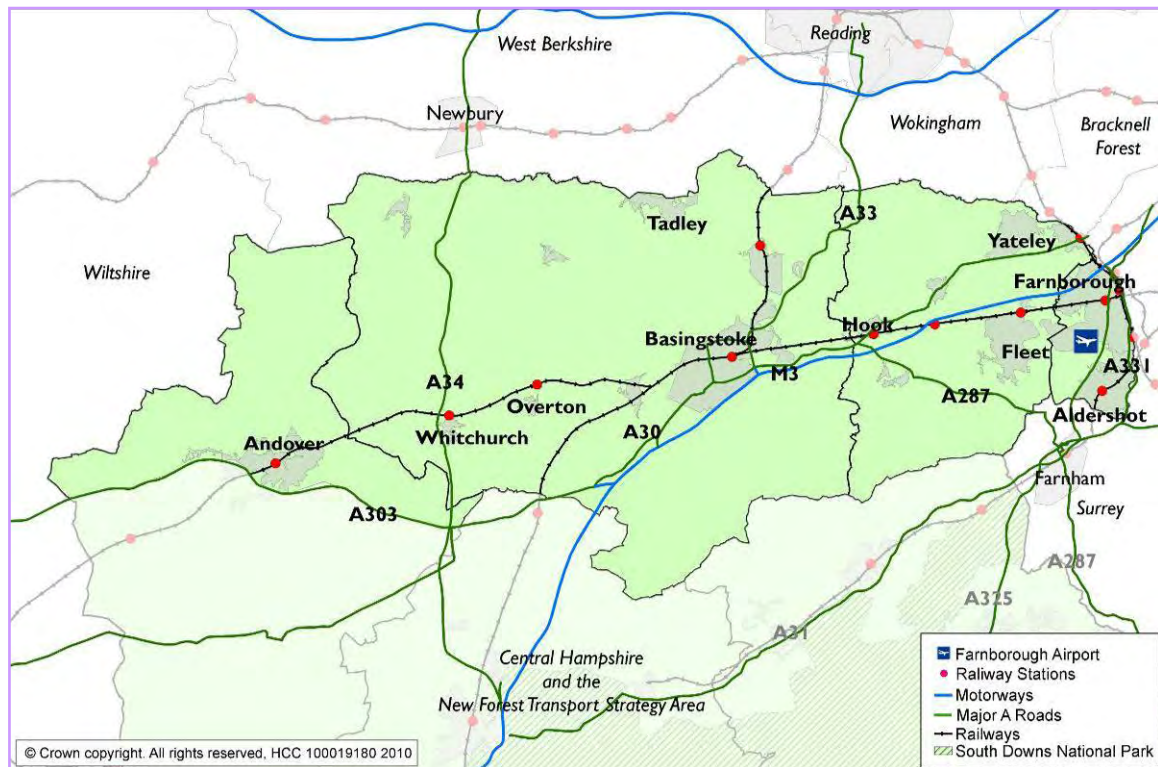 Reading
West Berkshire
Newbury
Wokingham
Bracknell
Forest
Tadley
A33
Yateley
Wiltshire
Farnborough
Basingstoke
Hook
Fleet
M3
A331
A34
Overton
A287
Aldershot
Whitchurch
A30
Andover
Farnham
A303
Surrey
A287
A325
A31
Central Hampshire
and the
New Forest Transport Strategy Area
Farnborough Airport
Raliway Stations
Motorways
Major A Roads
Railways
South Downs National Park
© Crown copyright. All rights reserved, HCC 100019180 2010